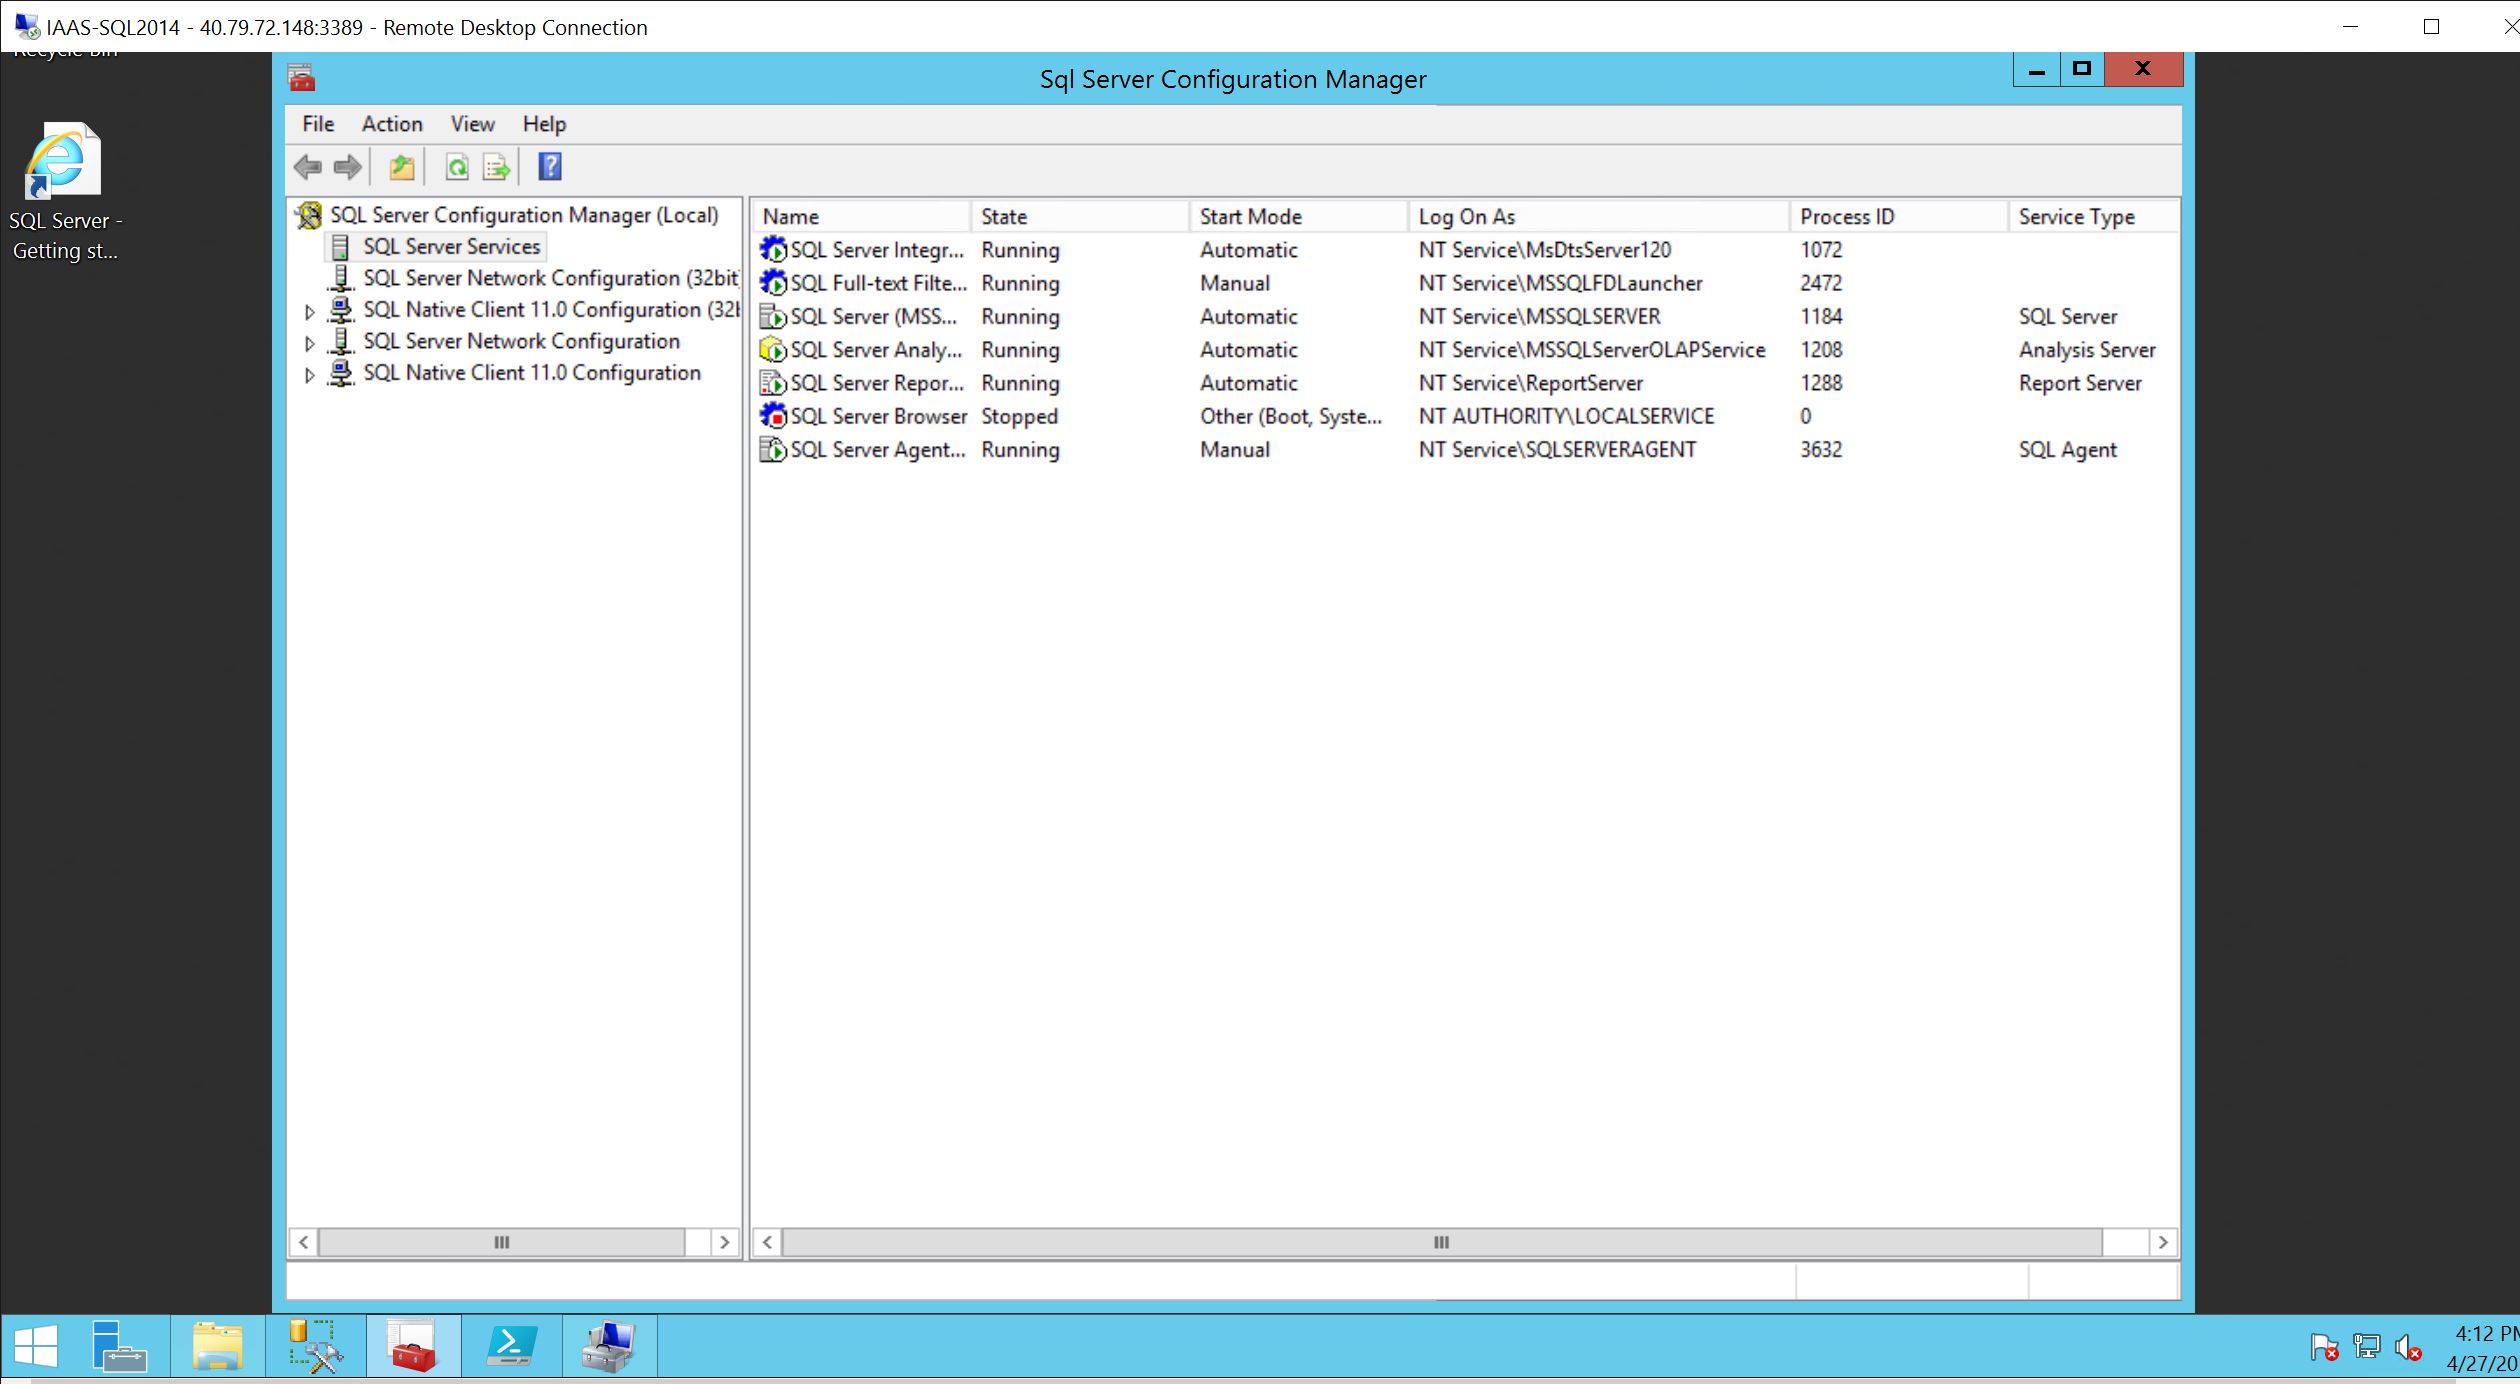 IAAS-SQL2014 - 40.79.72.148:3389 - Remote Desktop Connection
Recycle Bin
SQL Server -
Getting st...
Sql Server Configuration Manager
File Action View Help
SQL Server Configuration Manager (Local)
SQL Server Services
SQL Server Network Configuration (32bit
SQL Native Client 11.0 Configuration (32b
SQL Server Network Configuration
SQL Native Client 11.0 Configuration
Name State Start Mode Log On As Process ID Service Type
SQL Server Integr... Running Automatic NT Service\MsDtsServer120 1072
SQL Full-text Filte... Running Manual NT Service\MSSQLFDLauncher 2472
SQL Server (MSS... Running Automatic NT Service\MSSQLSERVER 1184 SQL Server
SQL Server Analy... Running Automatic NT Service\MSSQLServerOLAPService 1208 Analysis Server
SQL Server Repor... Running Automatic NT Service\ReportServer 1288 Report Server
SQL Server Browser Stopped Other (Boot, Syste... NT AUTHORITY\LOCALSERVICE 0
SQL Server Agent... Running Manual NT Service\SQLSERVERAGENT 3632 SQL Agent
4:12 PM
4/27/20